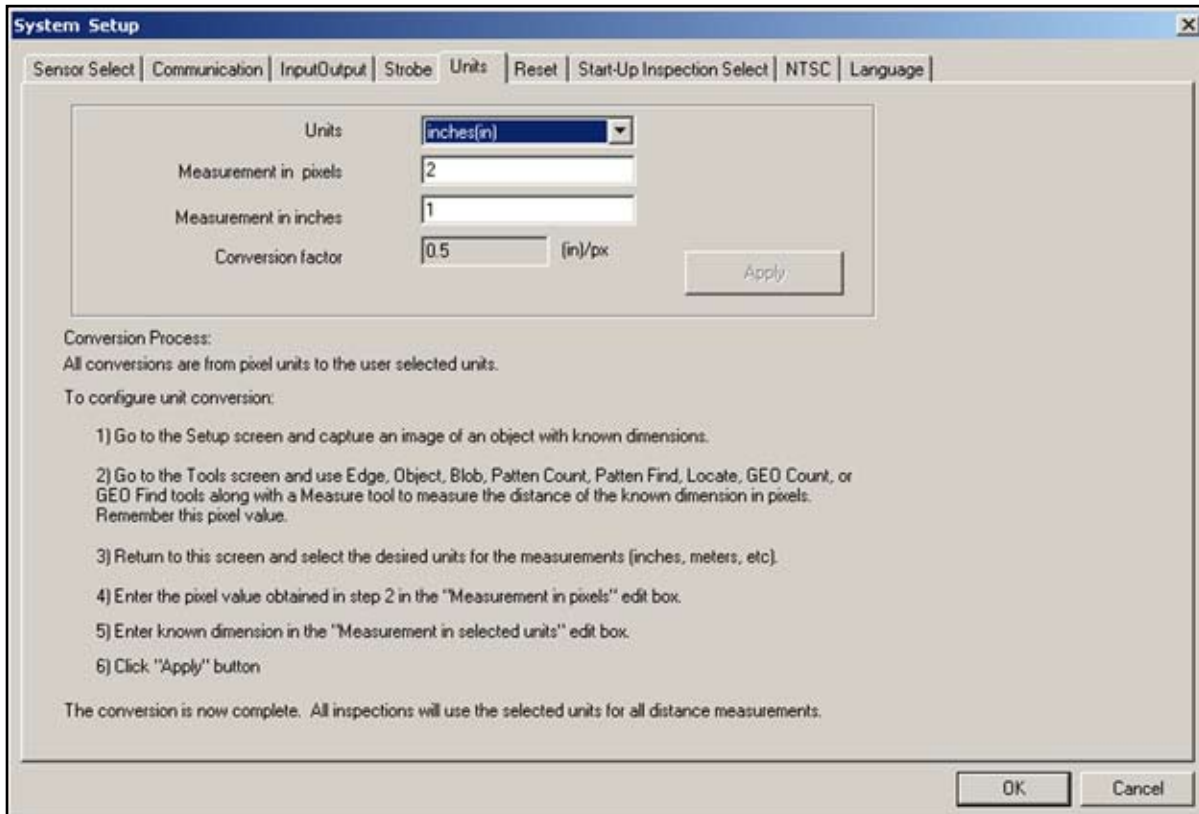 System Setup
Sensor Select Communication InputOutput Strobe Units Reset Start-Up Inspection Select NTSC Language
Units inches(in)
Measurement in pixels 2
Measurement in inches 1
Conversion factor 0.5 (in)/px
Apply
Conversion Process:
All conversions are from pixel units to the user selected units.
To configure unit conversion:
1) Go to the Setup screen and capture an image of an object with known dimensions.
2) Go to the Tools screen and use Edge, Object, Blob, Patten Count, Patten Find, Locate, GEO Count, or
GEO Find tools along with a Measure tool to measure the distance of the known dimension in pixels.
Remember this pixel value.
3) Return to this screen and select the desired units for the measurements (inches, meters, etc).
4) Enter the pixel value obtained in step 2 in the "Measurement in pixels" edit box.
5) Enter known dimension in the "Measurement in selected units" edit box.
6) Click "Apply" button
The conversion is now complete. All inspections will use the selected units for all distance measurements.
OK Cancel